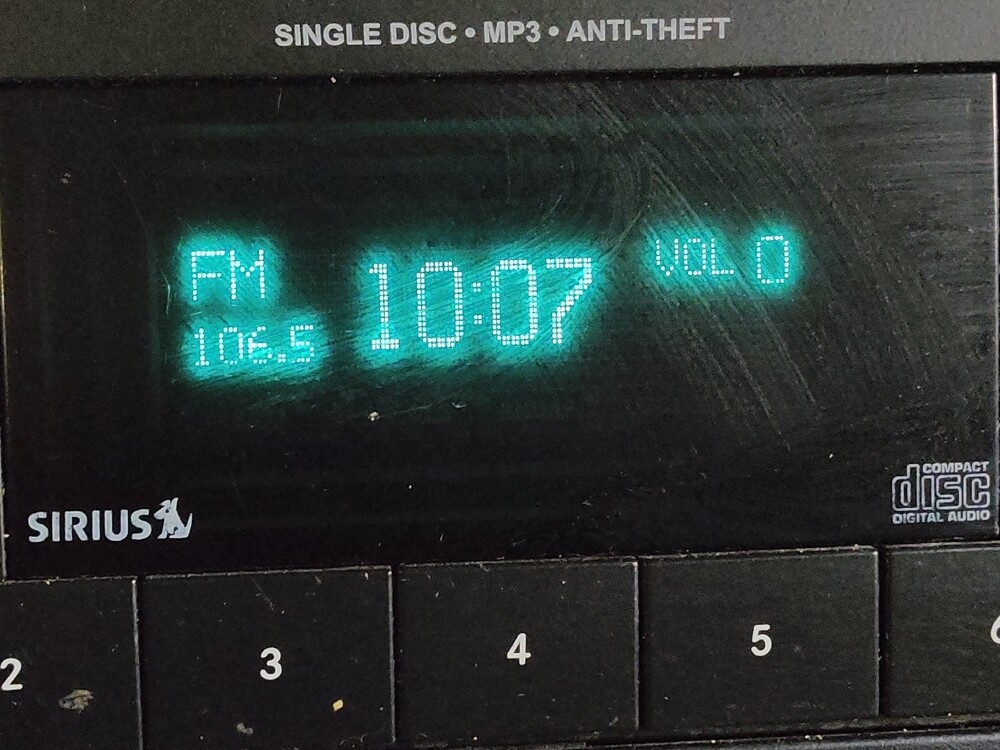 SINGLE DISC • MP3 • ANTI-THEFT
FM 10:07 VOL 0
106.5
SIRIUS
COMPACT
disc
DIGITAL AUDIO
2 3 4 5 6